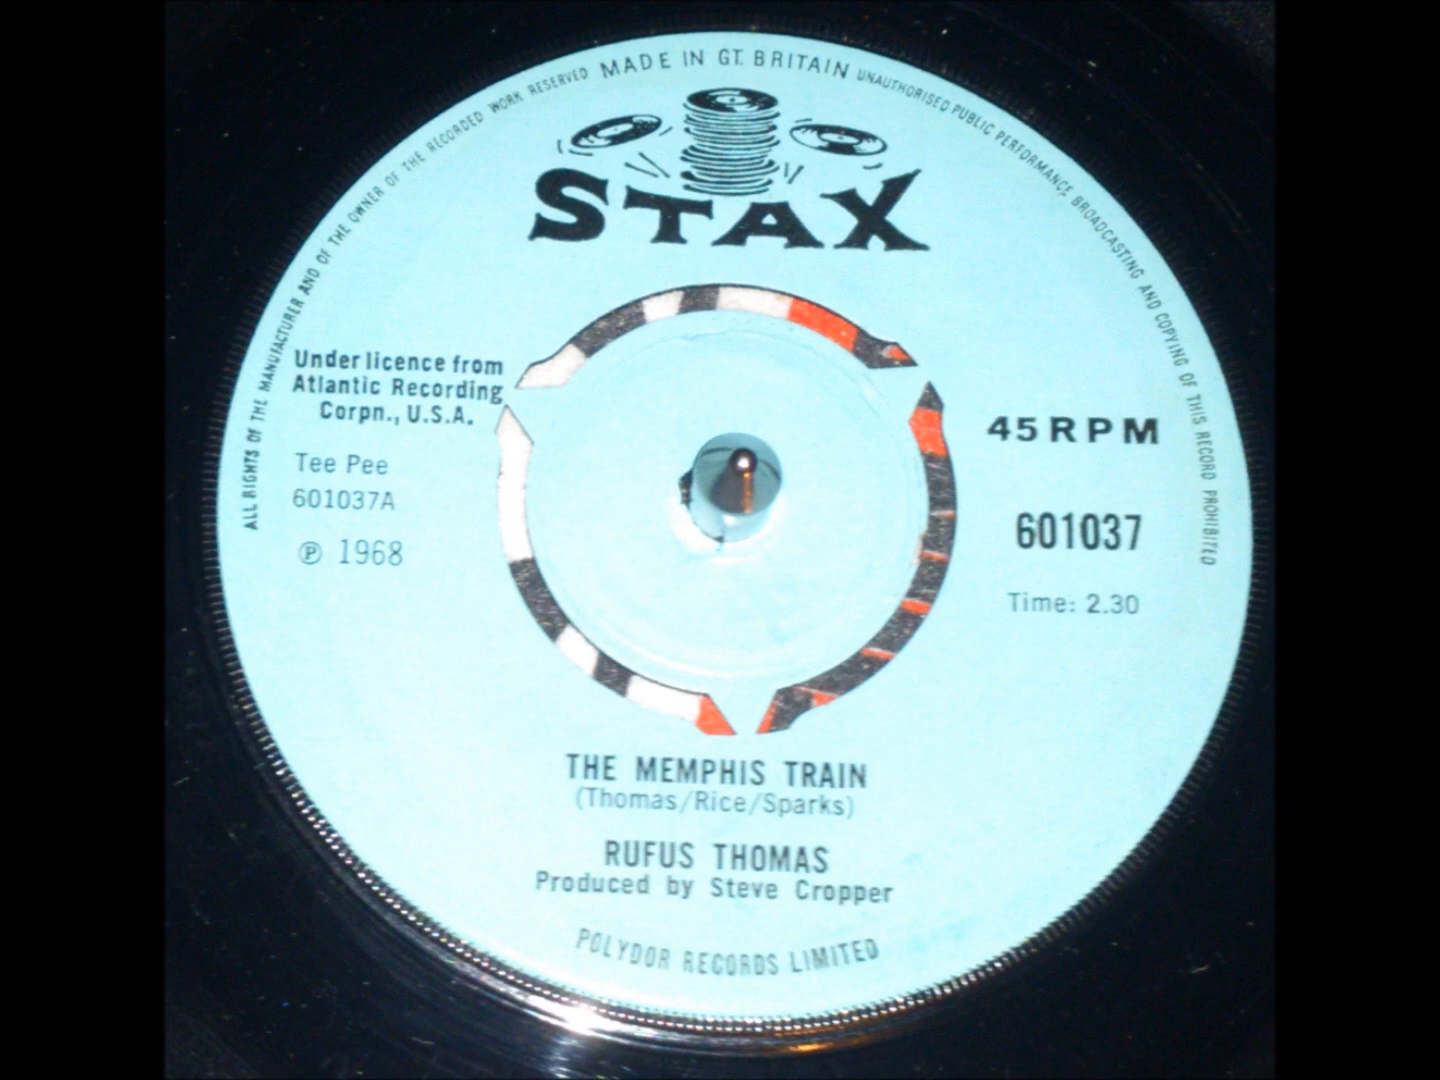 ALL RIGHTS OF THE MANUFACTURER AND OF THE OWNER OF THE RECORDED WORK RESERVED MADE IN GT. BRITAIN UNAUTHORISED PUBLIC PERFORMANCE BROADCASTING AND COPYING OF THIS RECORD PROHIBITED
STAX
Under licence from
Atlantic Recording
Corpn., U.S.A.
Tee Pee
601037A
℗ 1968
45 RPM
601037
Time: 2.30
THE MEMPHIS TRAIN
(Thomas/Rice/Sparks)
RUFUS THOMAS
Produced by Steve Cropper
POLYDOR RECORDS LIMITED